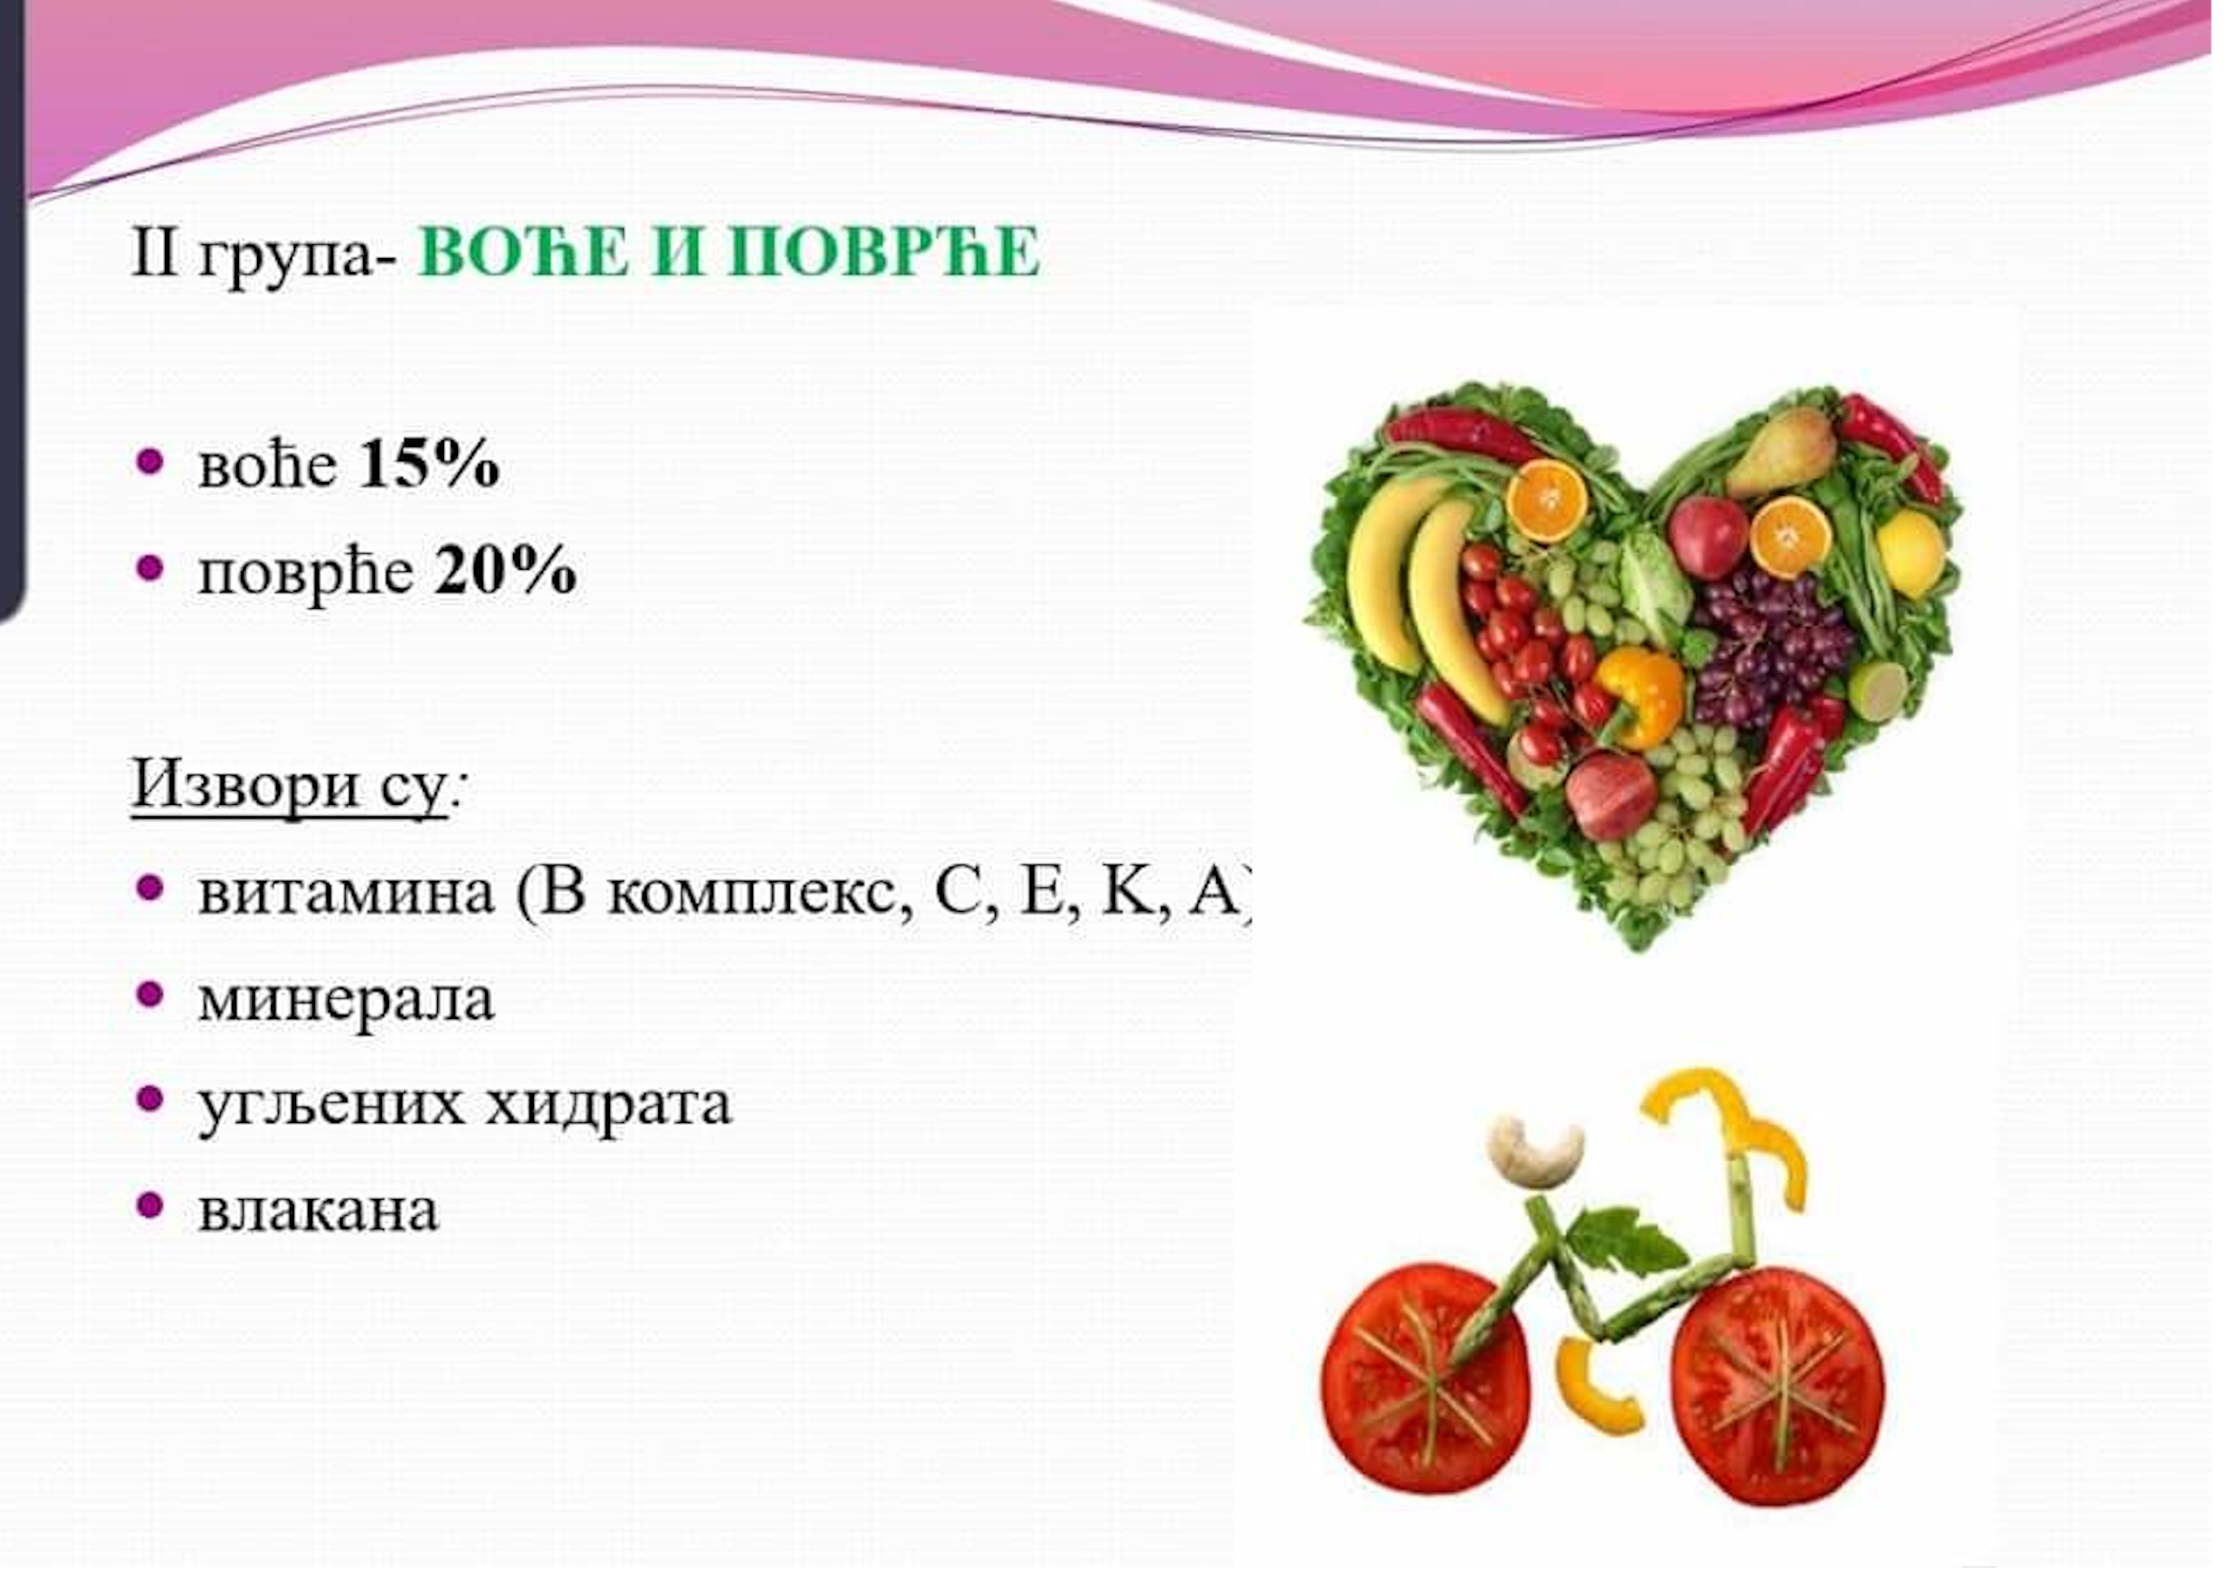 II група- ВОЋЕ И ПОВРЋЕ
воће 15%
поврће 20%
Извори су:
витамина (В комплекс, С, Е, К, А)
минерала
угљених хидрата
влакана